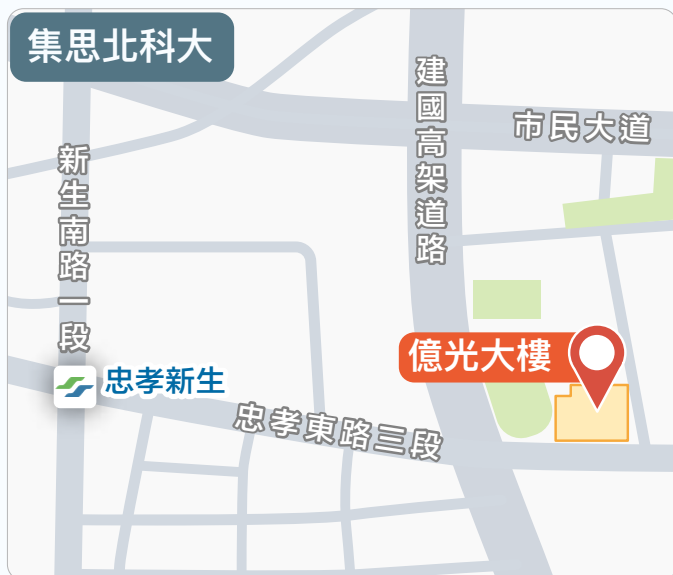 集思北科大
建國高架道路
市民大道
新生南路一段
億光大樓
忠孝新生
忠孝東路三段